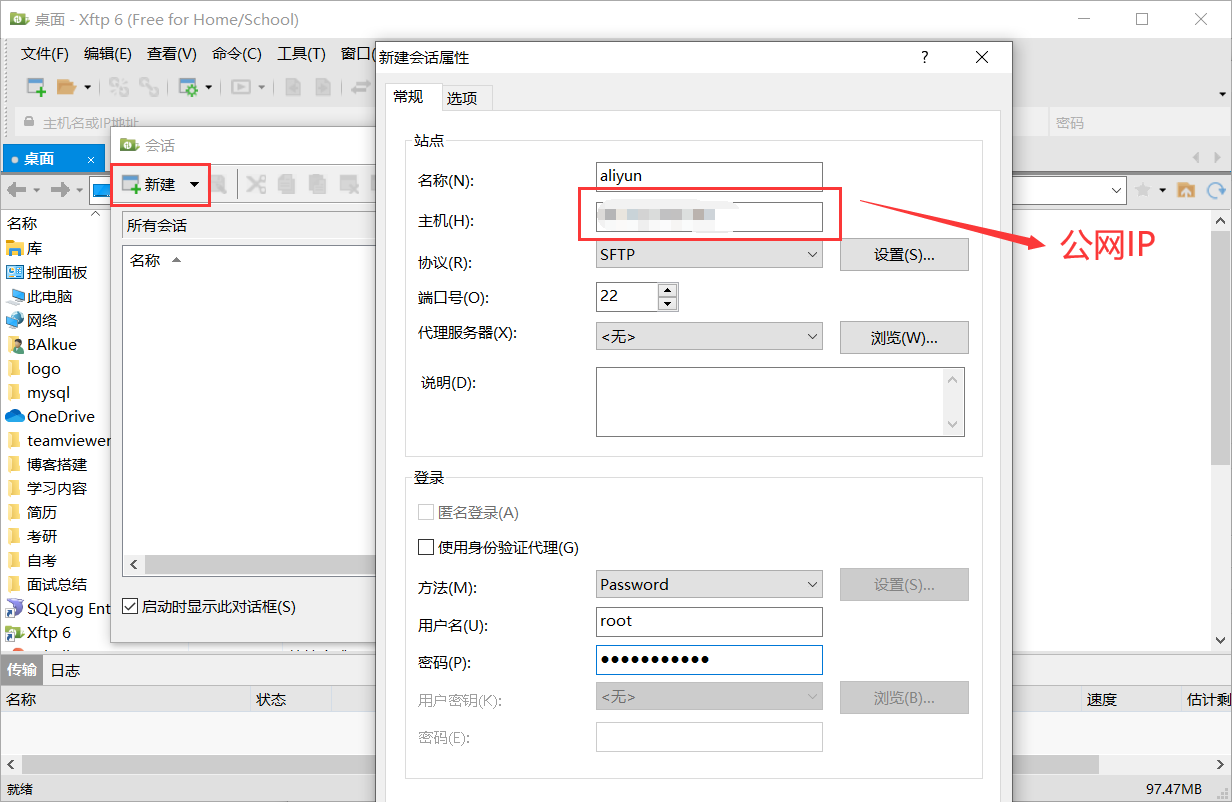 桌面 - Xftp 6 (Free for Home/School)
文件(F) 编辑(E) 查看(V) 命令(C) 工具(T) 窗口(
主机名或IP地址
密码
桌面
名称
库
控制面板
此电脑
网络
BAlkue
logo
mysql
OneDrive
teamviewer
博客搭建
学习内容
简历
考研
自考
面试总结
SQLyog Ent
Xftp 6
会话
新建
所有会话
名称
启动时显示此对话框(S)
新建会话属性
?
常规 选项
站点
名称(N): aliyun
主机(H):
公网IP
协议(R): SFTP 设置(S)...
端口号(O): 22
代理服务器(X): <无> 浏览(W)...
说明(D):
登录
匿名登录(A)
使用身份验证代理(G)
方法(M): Password 设置(S)...
用户名(U): root
密码(P): ●●●●●●●●●●●
用户密钥(K): <无> 浏览(B)...
密码(E):
传输 日志
名称 状态 速度 估计剩
就绪 97.47MB